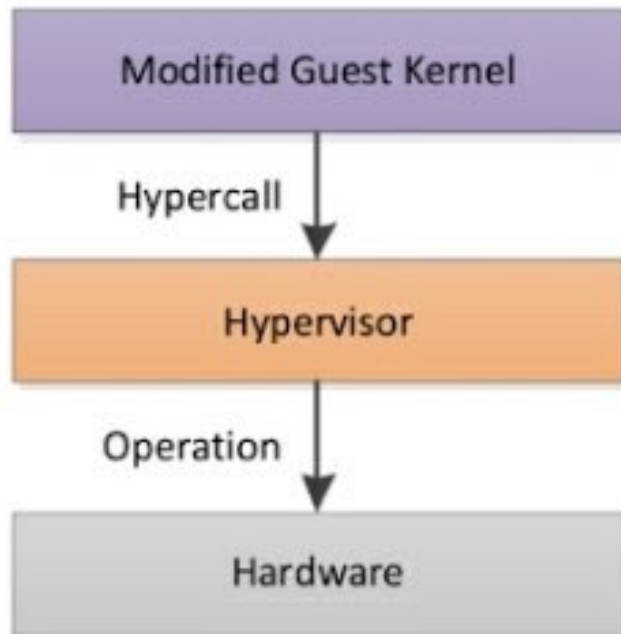 Modified Guest Kernel
Hypercall
Hypervisor
Operation
Hardware